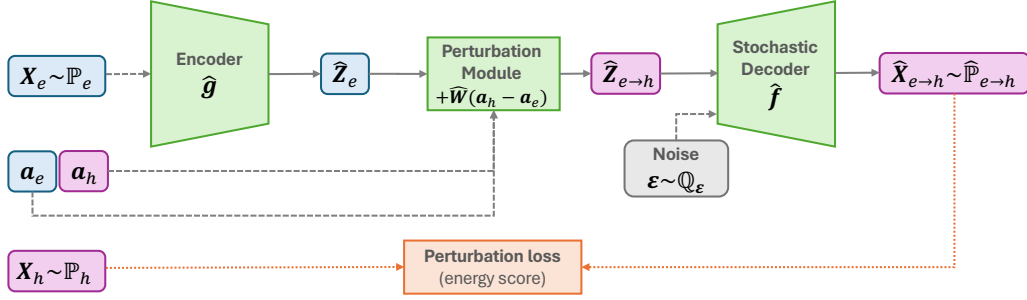 X_e~ℙ_e
Encoder
ĝ
Ẑ_e
Perturbation
Module
+Ŵ(a_h − a_e)
Ẑ_{e→h}
Stochastic
Decoder
f̂
X̂_{e→h}~ℙ̂_{e→h}
a_e
a_h
Noise
ε~ℚ_ε
X_h~ℙ_h
Perturbation loss
(energy score)